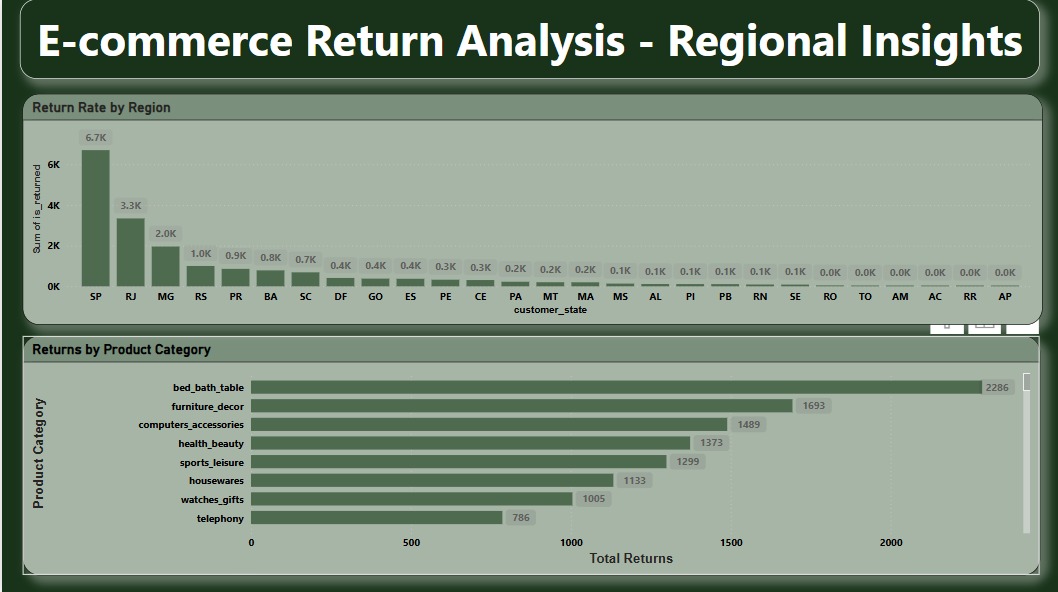 E-commerce Return Analysis - Regional Insights
Return Rate by Region
Sum of is_returned
6K
4K
2K
0K
6.7K
3.3K
2.0K
1.0K
0.9K
0.8K
0.7K
0.4K
0.4K
0.4K
0.3K
0.3K
0.2K
0.2K
0.2K
0.1K
0.1K
0.1K
0.1K
0.1K
0.1K
0.0K
0.0K
0.0K
0.0K
0.0K
0.0K
SP RJ MG RS PR BA SC DF GO ES PE CE PA MT MA MS AL PI PB RN SE RO TO AM AC RR AP
customer_state
Returns by Product Category
Product Category
bed_bath_table 2286
furniture_decor 1693
computers_accessories 1489
health_beauty 1373
sports_leisure 1299
housewares 1133
watches_gifts 1005
telephony 786
0 500 1000 1500 2000
Total Returns